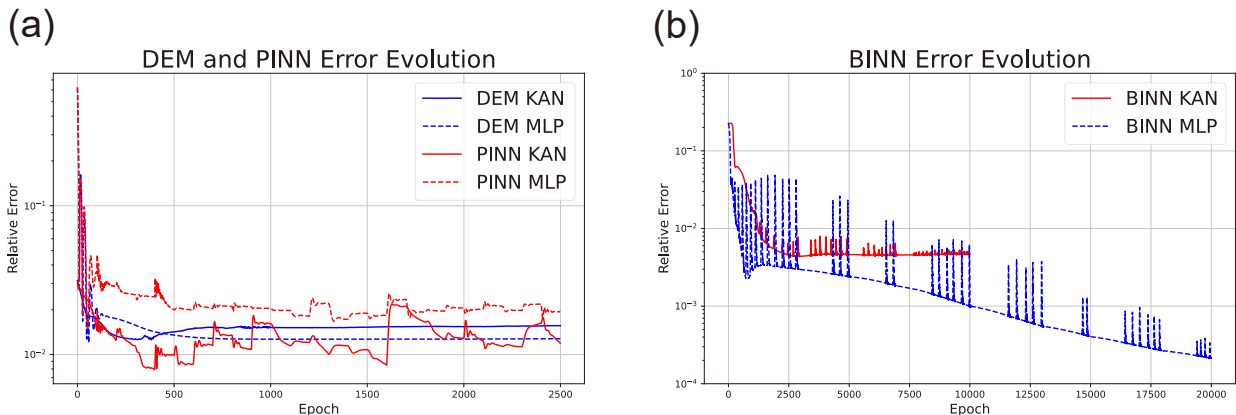 (a)
DEM and PINN Error Evolution
DEM KAN
DEM MLP
PINN KAN
PINN MLP
Relative Error
10⁻¹
10⁻²
0
500
1000
1500
2000
2500
Epoch
(b)
BINN Error Evolution
BINN KAN
BINN MLP
Relative Error
10⁰
10⁻¹
10⁻²
10⁻³
10⁻⁴
0
2500
5000
7500
10000
12500
15000
17500
20000
Epoch